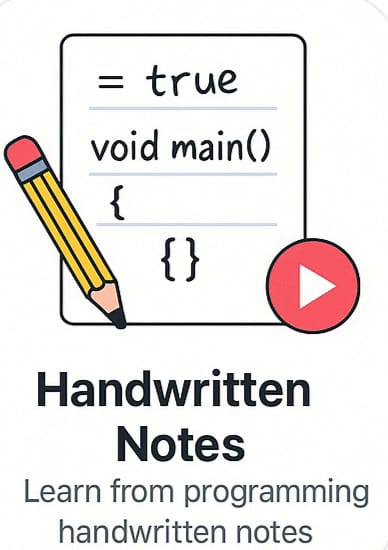 = true
void main()
{
{}
Handwritten
Notes
Learn from programming
handwritten notes